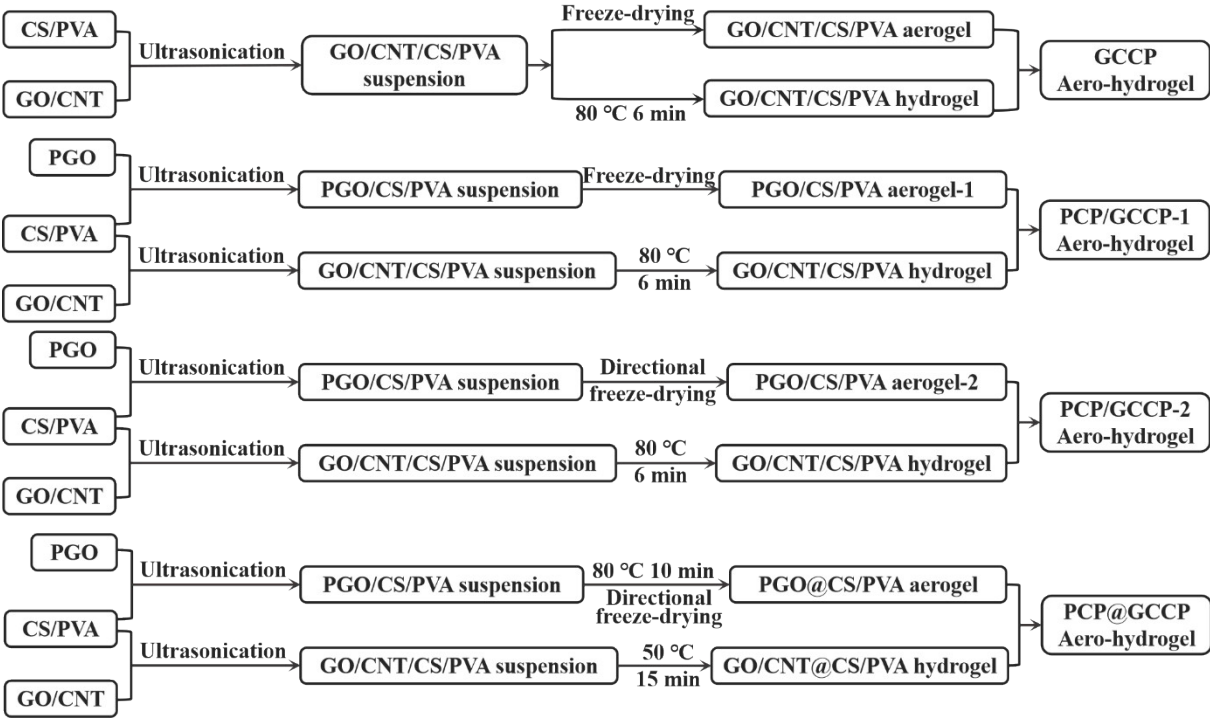 CS/PVA
GO/CNT
Ultrasonication
GO/CNT/CS/PVA
suspension
Freeze-drying
80 °C 6 min
GO/CNT/CS/PVA aerogel
GO/CNT/CS/PVA hydrogel
GCCP
Aero-hydrogel
PGO
CS/PVA
GO/CNT
Ultrasonication
PGO/CS/PVA suspension
Freeze-drying
PGO/CS/PVA aerogel-1
Ultrasonication
GO/CNT/CS/PVA suspension
80 °C
6 min
GO/CNT/CS/PVA hydrogel
PCP/GCCP-1
Aero-hydrogel
PGO
CS/PVA
GO/CNT
Ultrasonication
PGO/CS/PVA suspension
Directional
freeze-drying
PGO/CS/PVA aerogel-2
Ultrasonication
GO/CNT/CS/PVA suspension
80 °C
6 min
GO/CNT/CS/PVA hydrogel
PCP/GCCP-2
Aero-hydrogel
PGO
CS/PVA
GO/CNT
Ultrasonication
PGO/CS/PVA suspension
80 °C 10 min
Directional
freeze-drying
PGO@CS/PVA aerogel
Ultrasonication
GO/CNT/CS/PVA suspension
50 °C
15 min
GO/CNT@CS/PVA hydrogel
PCP@GCCP
Aero-hydrogel